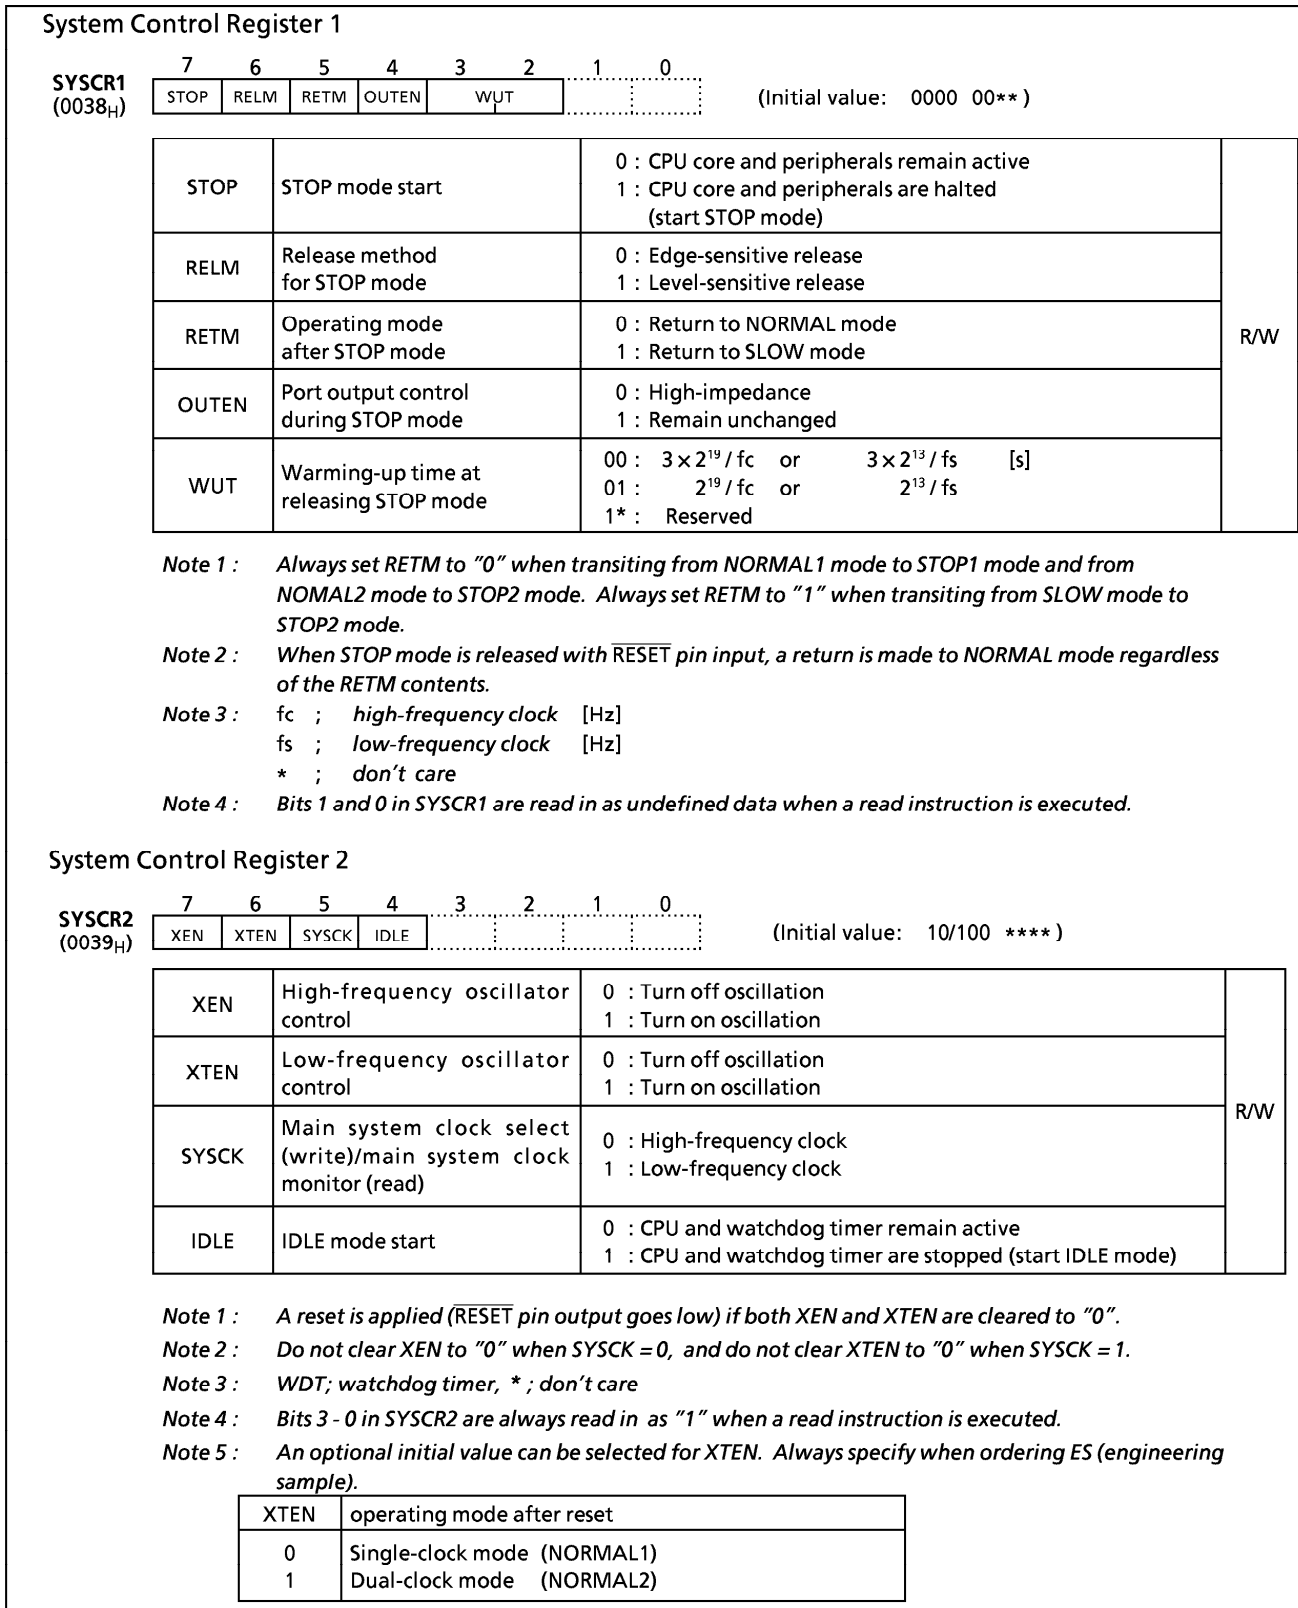 System Control Register 1
7 6 5 4 3 2 1 0
SYSCR1 (0038H) STOP RELM RETM OUTEN WUT (Initial value: 0000 00**)
STOP STOP mode start 0 : CPU core and peripherals remain active
1 : CPU core and peripherals are halted
(start STOP mode)
RELM Release method for STOP mode 0 : Edge-sensitive release
1 : Level-sensitive release
RETM Operating mode after STOP mode 0 : Return to NORMAL mode
1 : Return to SLOW mode
R/W
OUTEN Port output control during STOP mode 0 : High-impedance
1 : Remain unchanged
WUT Warming-up time at releasing STOP mode 00 : 3 × 2¹⁹ / fc or 3 × 2¹³ / fs [s]
01 : 2¹⁹ / fc or 2¹³ / fs
1* : Reserved
Note 1 : Always set RETM to "0" when transiting from NORMAL1 mode to STOP1 mode and from
NOMAL2 mode to STOP2 mode. Always set RETM to "1" when transiting from SLOW mode to
STOP2 mode.
Note 2 : When STOP mode is released with RESET pin input, a return is made to NORMAL mode regardless
of the RETM contents.
Note 3 : fc ; high-frequency clock [Hz]
fs ; low-frequency clock [Hz]
* ; don't care
Note 4 : Bits 1 and 0 in SYSCR1 are read in as undefined data when a read instruction is executed.
System Control Register 2
7 6 5 4 3 2 1 0
SYSCR2 (0039H) XEN XTEN SYSCK IDLE (Initial value: 10/100 ****)
XEN High-frequency oscillator control 0 : Turn off oscillation
1 : Turn on oscillation
XTEN Low-frequency oscillator control 0 : Turn off oscillation
1 : Turn on oscillation
R/W
SYSCK Main system clock select (write)/main system clock monitor (read) 0 : High-frequency clock
1 : Low-frequency clock
IDLE IDLE mode start 0 : CPU and watchdog timer remain active
1 : CPU and watchdog timer are stopped (start IDLE mode)
Note 1 : A reset is applied (RESET pin output goes low) if both XEN and XTEN are cleared to "0".
Note 2 : Do not clear XEN to "0" when SYSCK = 0, and do not clear XTEN to "0" when SYSCK = 1.
Note 3 : WDT; watchdog timer, * ; don't care
Note 4 : Bits 3 - 0 in SYSCR2 are always read in as "1" when a read instruction is executed.
Note 5 : An optional initial value can be selected for XTEN. Always specify when ordering ES (engineering
sample).
XTEN operating mode after reset
0 Single-clock mode (NORMAL1)
1 Dual-clock mode (NORMAL2)